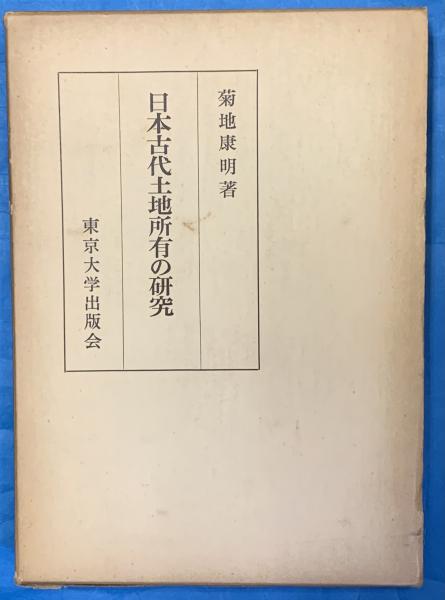 菊地康明著
日本古代土地所有の研究
東京大学出版会